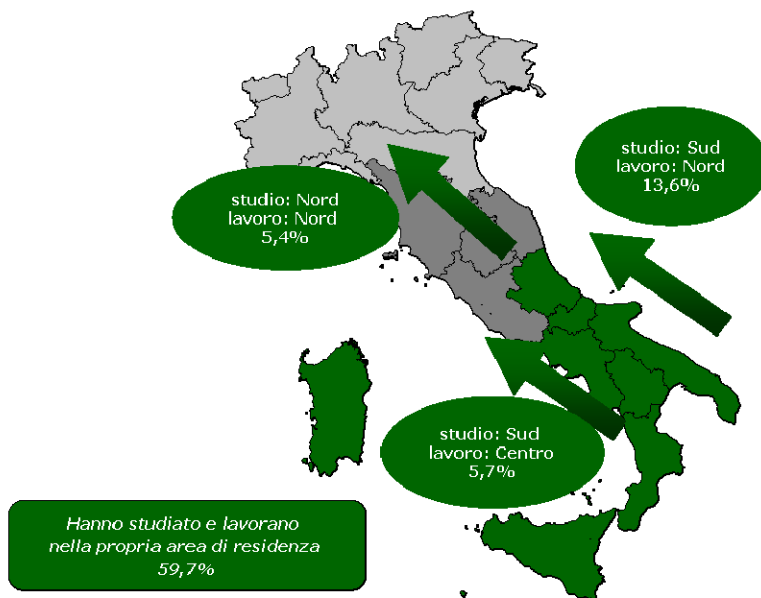 studio: Sud
lavoro: Nord
13,6%
studio: Nord
lavoro: Nord
5,4%
studio: Sud
lavoro: Centro
5,7%
Hanno studiato e lavorano
nella propria area di residenza
59,7%